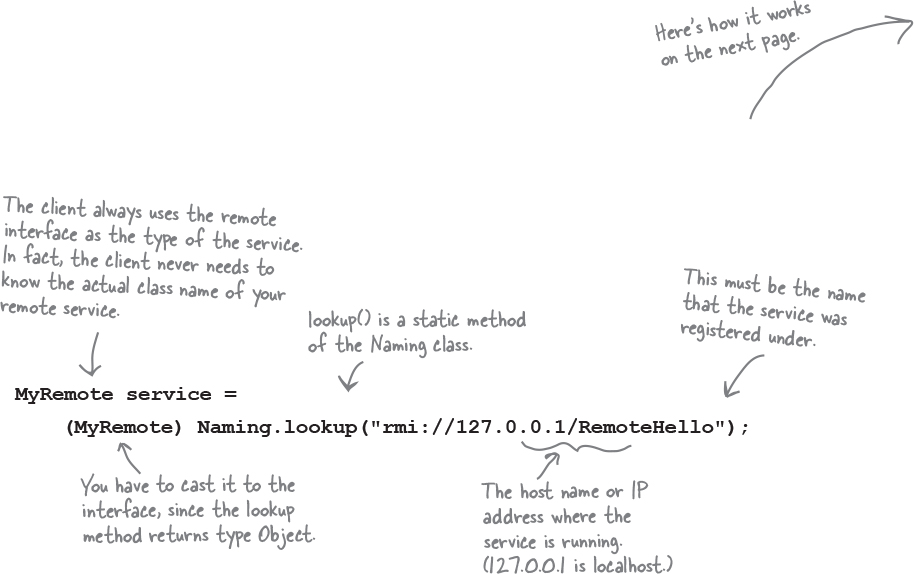 Here's how it works
on the next page.
The client always uses the remote
interface as the type of the service.
In fact, the client never needs to
know the actual class name of your
remote service.
lookup() is a static method
of the Naming class.
This must be the name
that the service was
registered under.
MyRemote service =
(MyRemote) Naming.lookup("rmi://127.0.0.1/RemoteHello");
You have to cast it to the
interface, since the lookup
method returns type Object.
The host name or IP
address where the
service is running.
(127.0.0.1 is localhost.)